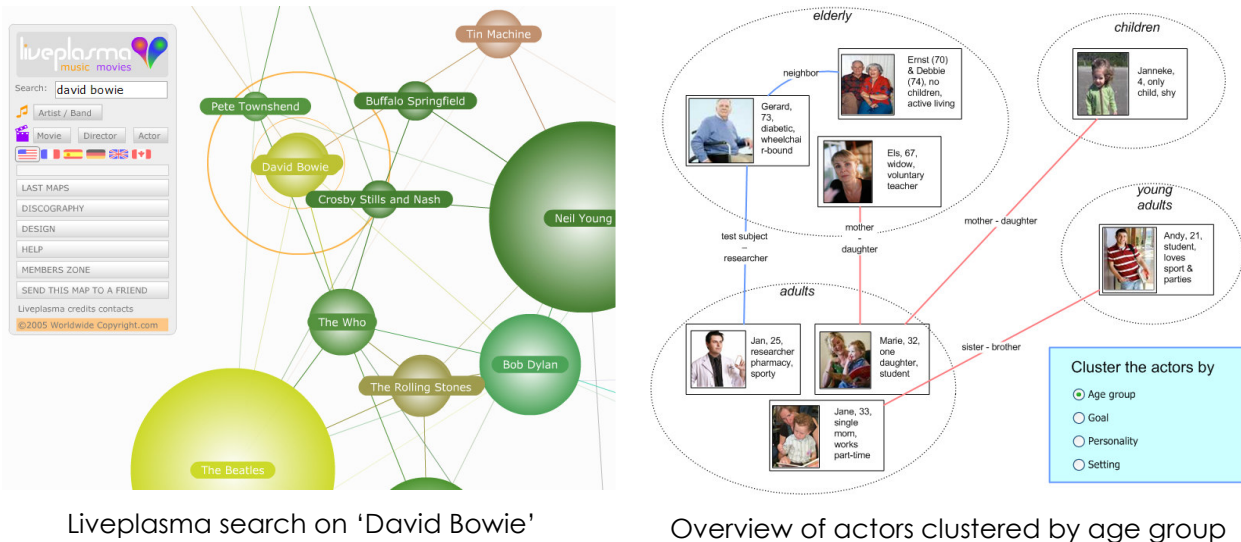 liveplasma
music movies
Search:
david bowie
Artist / Band
Movie
Director
Actor
LAST MAPS
DISCOGRAPHY
DESIGN
HELP
MEMBERS ZONE
SEND THIS MAP TO A FRIEND
Liveplasma credits contacts
©2005 Worldwide Copyright.com
Tin Machine
Pete Townshend
Buffalo Springfield
David Bowie
Crosby Stills and Nash
Neil Young
The Who
Bob Dylan
The Rolling Stones
The Beatles
Liveplasma search on ‘David Bowie’
elderly
neighbor
Ernst (70)
& Debbie
(74), no
children,
active living
Gerard,
73,
diabetic,
wheelchai
r-bound
Els, 67,
widow,
voluntary
teacher
children
Janneke,
4, only
child, shy
young
adults
Andy, 21,
student,
loves
sport &
parties
test subject
–
researcher
mother
-
daughter
mother - daughter
sister - brother
adults
Jan, 25,
researcher
pharmacy,
sporty
Marie, 32,
one
daughter,
student
Jane, 33,
single
mom,
works
part-time
Cluster the actors by
Age group
Goal
Personality
Setting
Overview of actors clustered by age group